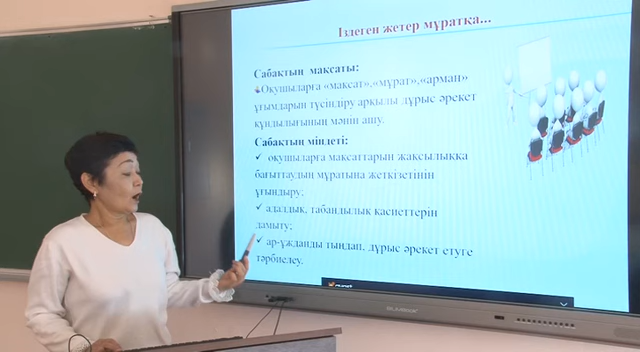 Іздеген жетер мұратқа...
Сабақтың мақсаты:
Оқушыларға «мақсат»,«мұрат»,«арман»
ұғымдарын түсіндіру арқылы дұрыс әрекет
құндылығының мәнін ашу.
Сабақтың міндеті:
✓ оқушыларға мақсаттарын жақсылыққа
бағыттаудың мұратына жеткізетінін
ұғындыру;
✓ адалдық, табандылық қасиеттерін
дамыту;
✓ ар-ұжданды тыңдап, дұрыс әрекет етуге
тәрбиелеу.